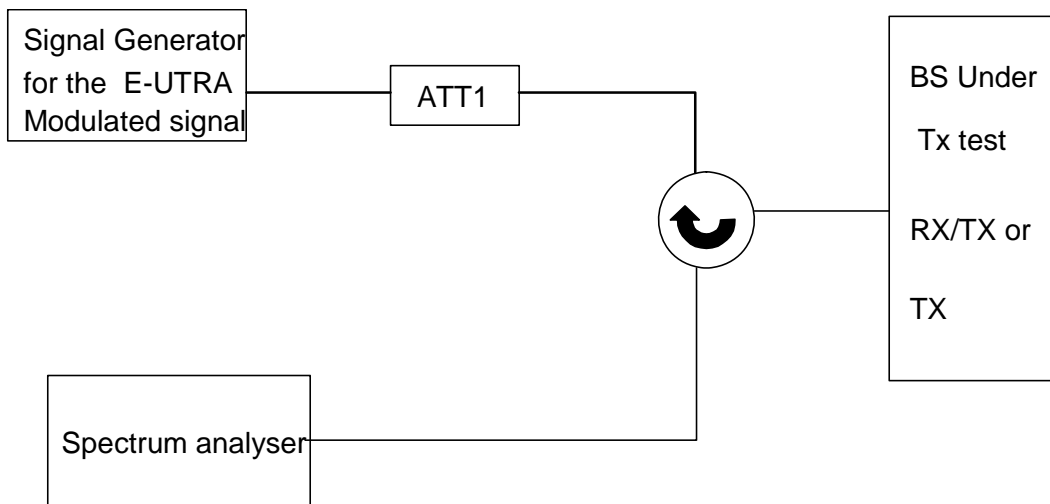 Signal Generator
for the E-UTRA
Modulated signal
ATT1
BS Under
Tx test
RX/TX or
TX
Spectrum analyser